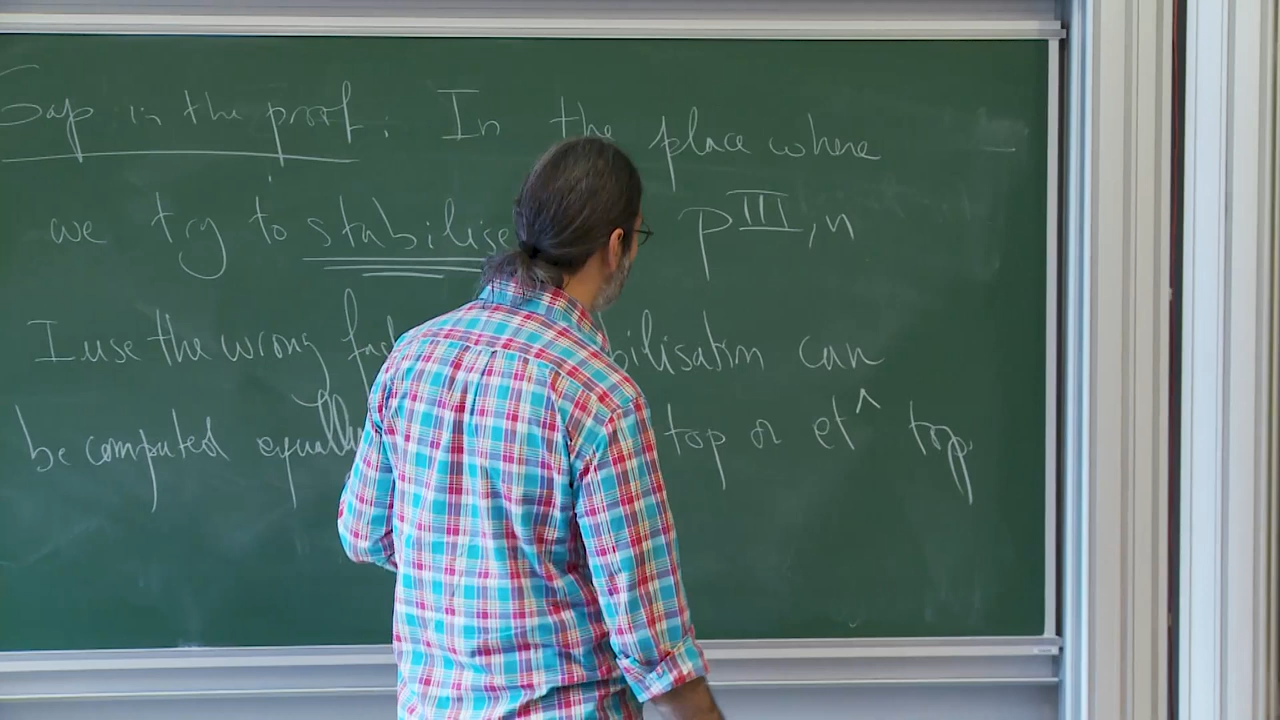 Gap in the proof: In the place where
we try to stabilise P^III,n
I use the wrong bilisation can
be computed equally top or et^ top